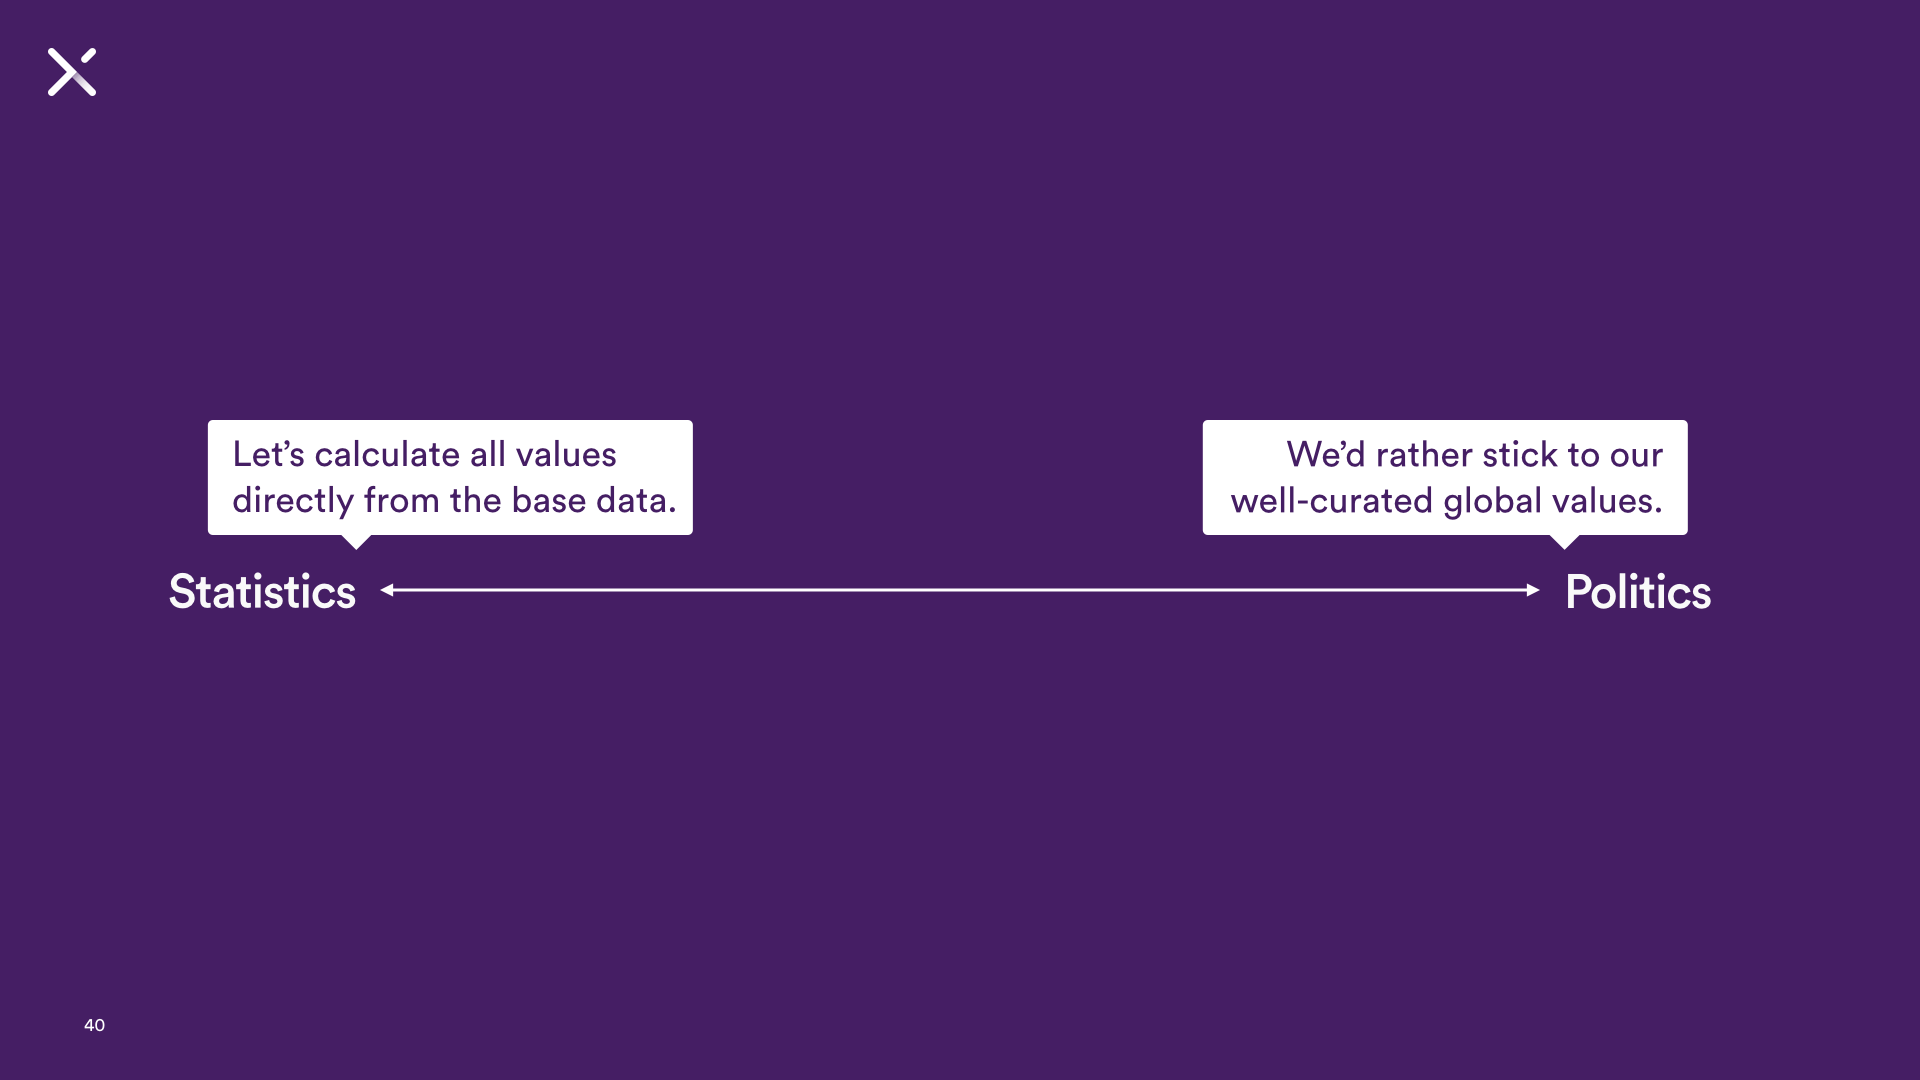 Let’s calculate all values
directly from the base data.
We’d rather stick to our
well-curated global values.
Statistics
Politics
40